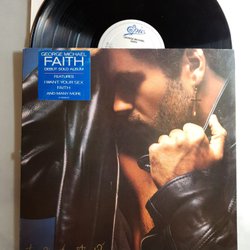 Epic
GEORGE MICHAEL
FAITH
DEBUT SOLO ALBUM
FEATURES
I WANT YOUR SEX
FAITH
AND MANY MORE